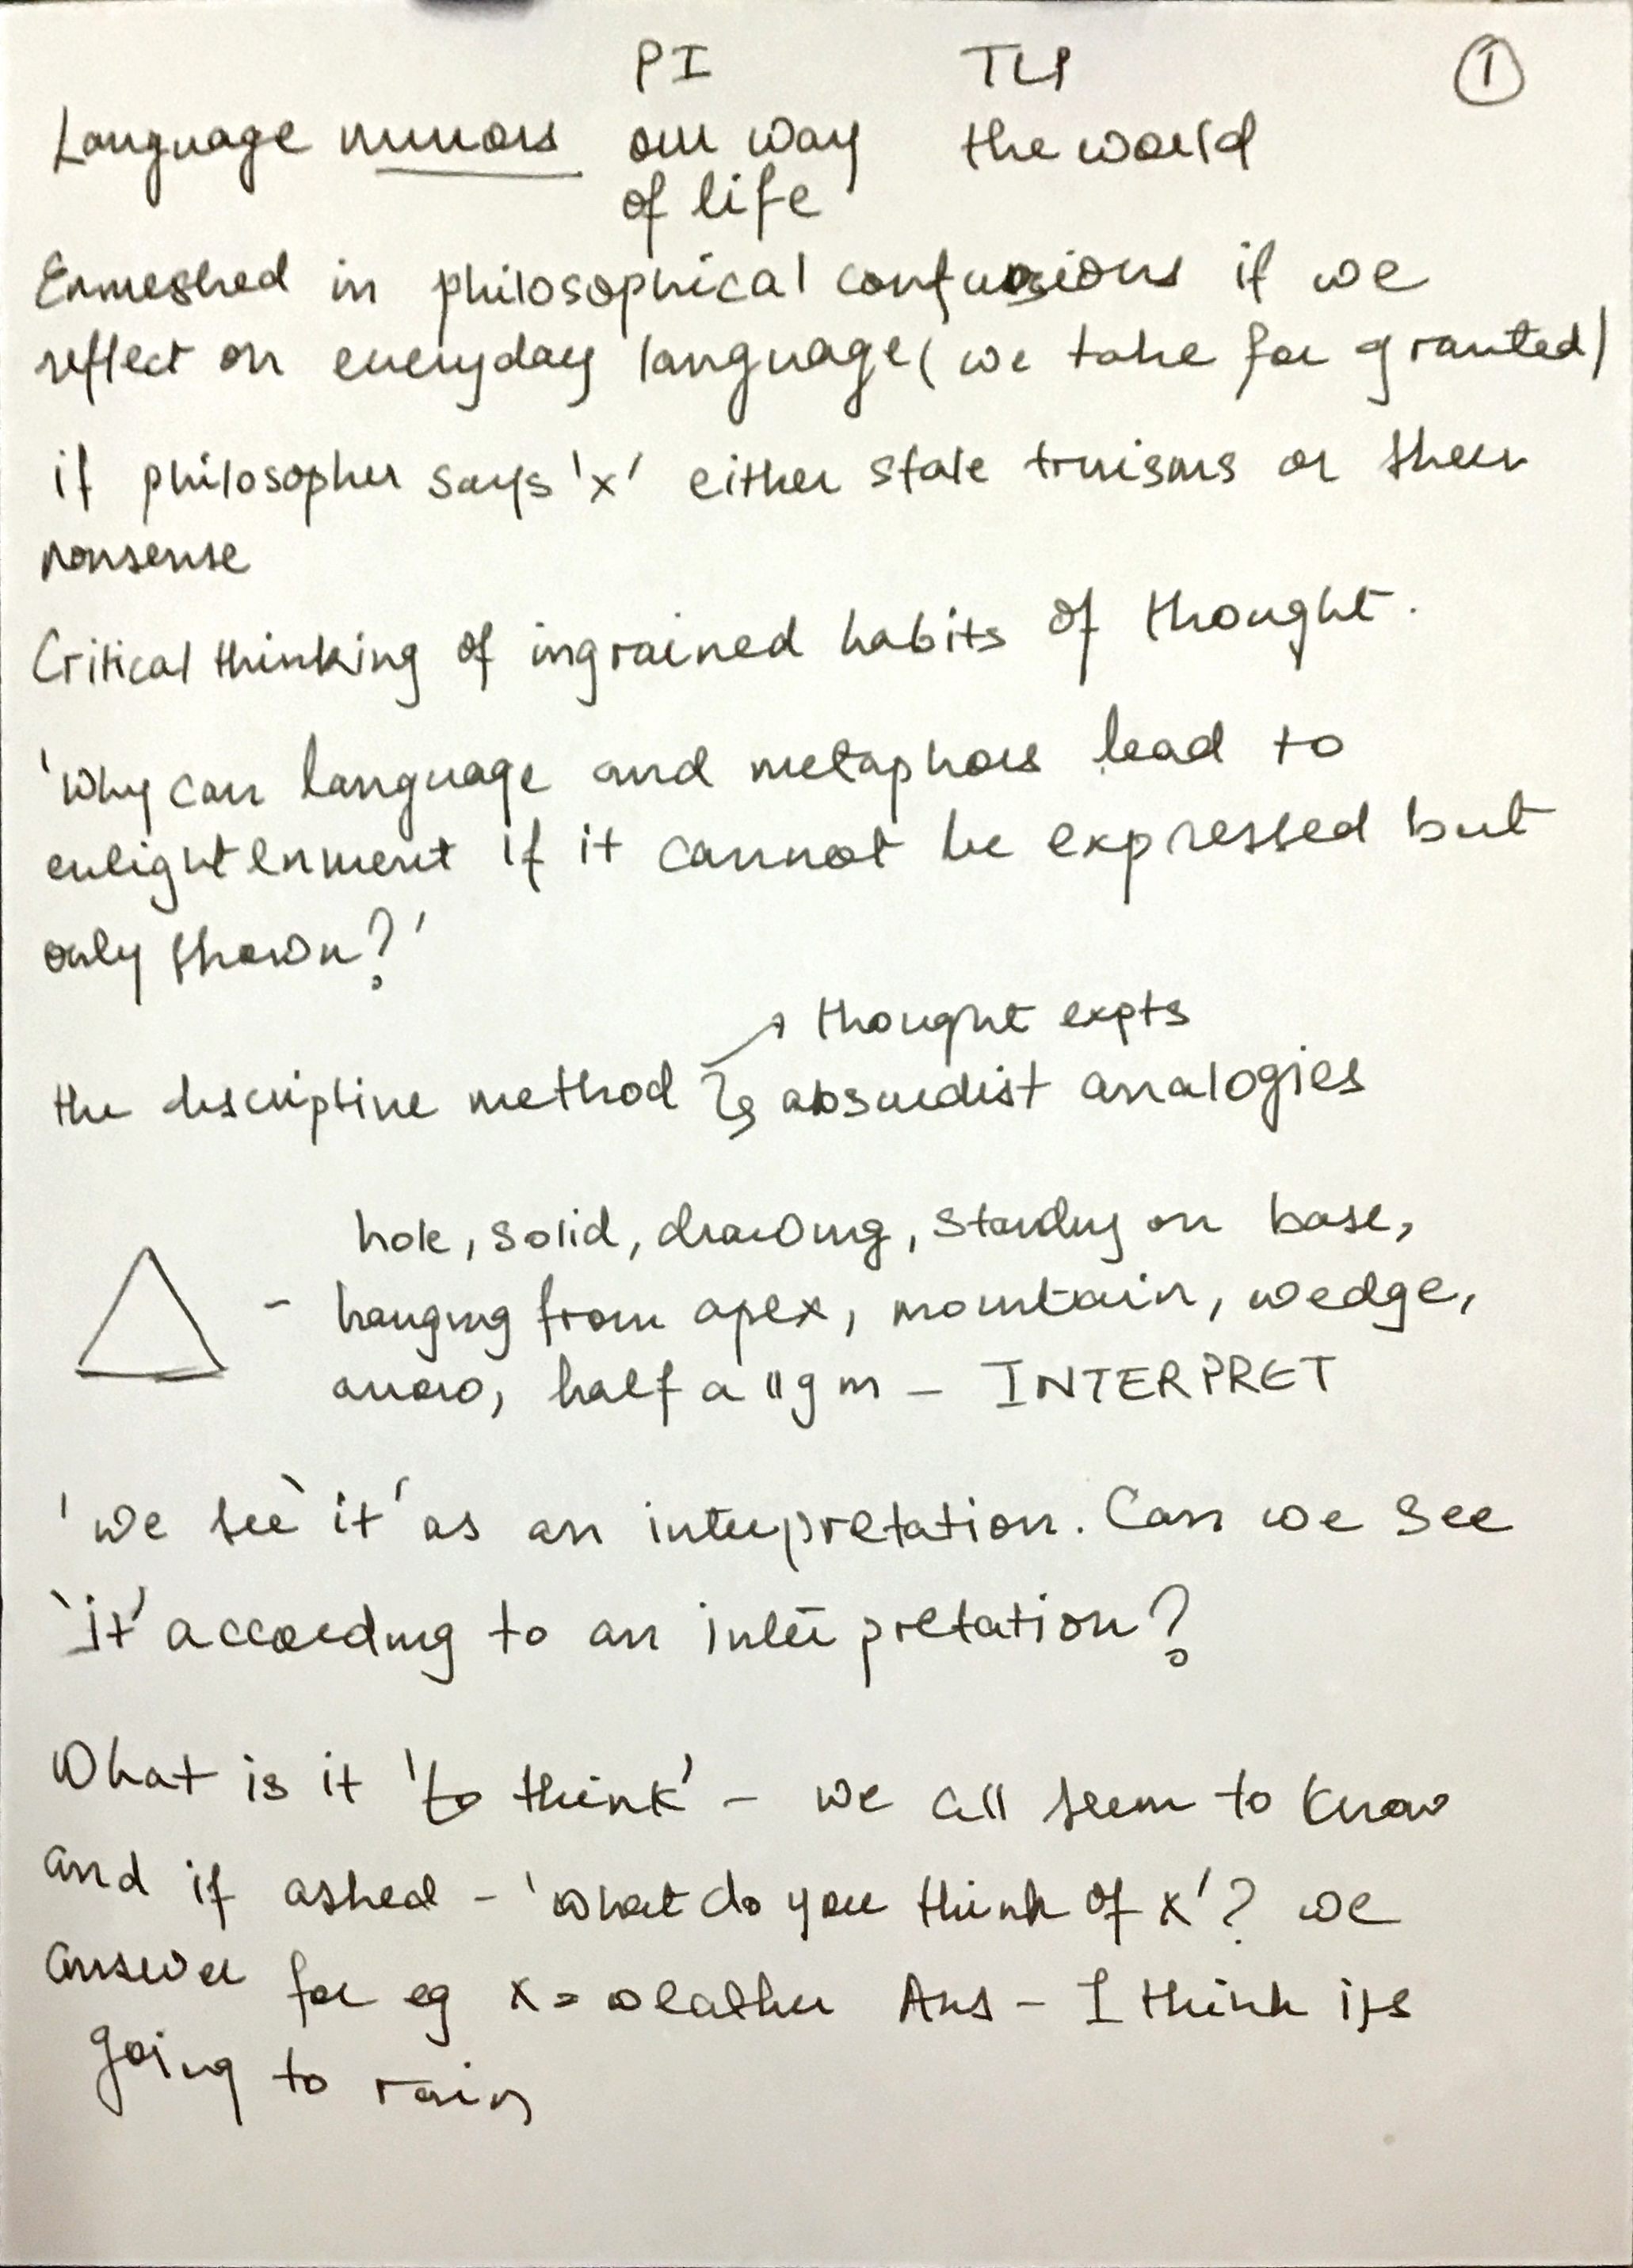 PI TLP ①
Language mirrors our way the world
of life
Enmeshed in philosophical confusions if we
reflect on everyday language (we take for granted)
if philosopher says 'x' either stale truisms or sheer
nonsense
Critical thinking of ingrained habits of thought.
'Why can language and metaphors lead to
enlightenment if it cannot be expressed but
only shown?'
thought expts
the descriptive method absurdist analogies
hole, solid, drawing, standing on base,
- hanging from apex, mountain, wedge,
arrow, half a ||gm - INTERPRET
'we see 'it' as an interpretation. Can we see
'it' according to an interpretation?
What is it 'to think' - we all seem to know
and if asked - 'what do you think of x'? we
answer for eg x = weather Ans - I think its
going to rain